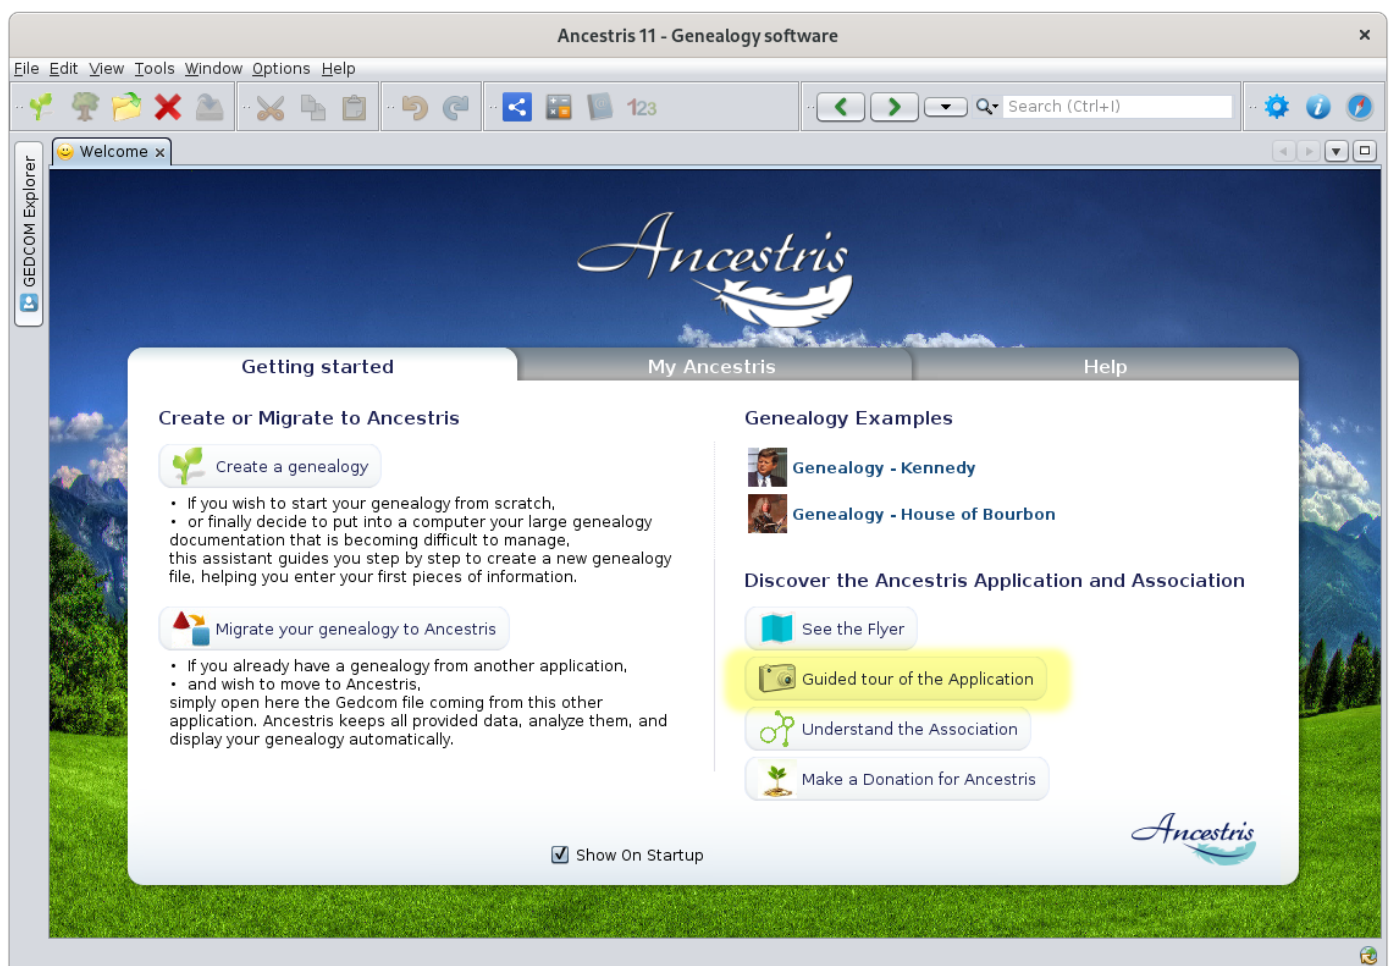 Ancestris 11 - Genealogy software
File Edit View Tools Window Options Help
123
Search (Ctrl+I)
Welcome
GEDCOM Explorer
Ancestris
Getting started
My Ancestris
Help
Create or Migrate to Ancestris
Create a genealogy
• If you wish to start your genealogy from scratch,
• or finally decide to put into a computer your large genealogy
documentation that is becoming difficult to manage,
this assistant guides you step by step to create a new genealogy
file, helping you enter your first pieces of information.
Migrate your genealogy to Ancestris
• If you already have a genealogy from another application,
• and wish to move to Ancestris,
simply open here the Gedcom file coming from this other
application. Ancestris keeps all provided data, analyze them, and
display your genealogy automatically.
Genealogy Examples
Genealogy - Kennedy
Genealogy - House of Bourbon
Discover the Ancestris Application and Association
See the Flyer
Guided tour of the Application
Understand the Association
Make a Donation for Ancestris
Ancestris
Show On Startup